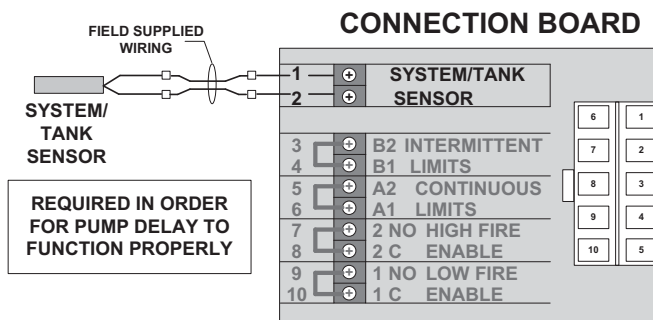 CONNECTION BOARD
FIELD SUPPLIED
WIRING
1 SYSTEM/TANK
2 SENSOR
SYSTEM/
TANK
SENSOR
3 B2 INTERMITTENT
4 B1 LIMITS
5 A2 CONTINUOUS
6 A1 LIMITS
7 2 NO HIGH FIRE
8 2 C ENABLE
9 1 NO LOW FIRE
10 1 C ENABLE
REQUIRED IN ORDER
FOR PUMP DELAY TO
FUNCTION PROPERLY
6 1
7 2
8 3
9 4
10 5